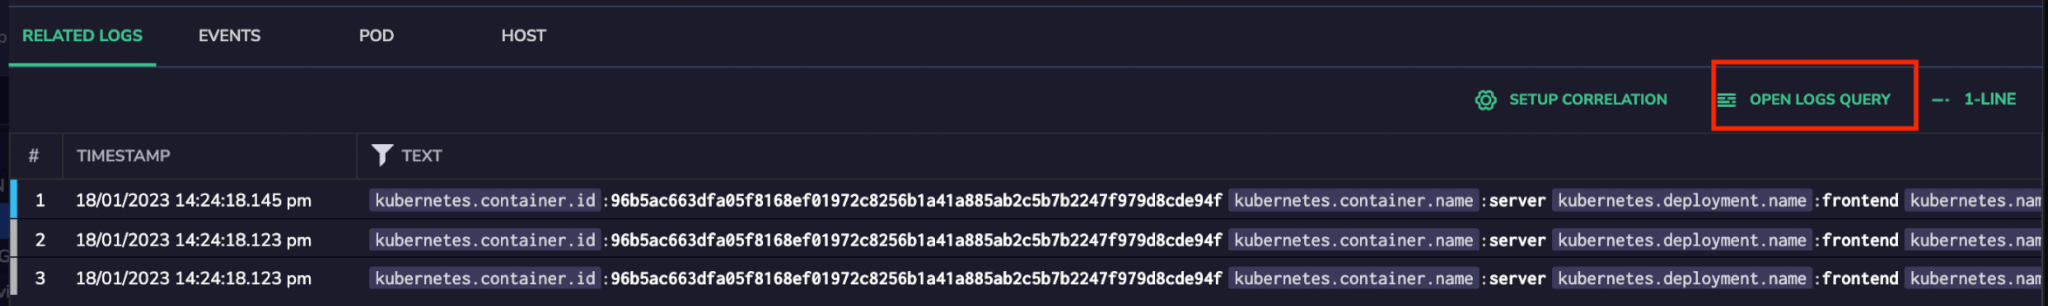 RELATED LOGS EVENTS POD HOST
SETUP CORRELATION OPEN LOGS QUERY 1-LINE
# TIMESTAMP TEXT
1 18/01/2023 14:24:18.145 pm kubernetes.container.id:96b5ac663dfa05f8168ef01972c8256b1a41a885ab2c5b7b2247f979d8cde94f kubernetes.container.name:server kubernetes.deployment.name:frontend kubernetes.nam
2 18/01/2023 14:24:18.123 pm kubernetes.container.id:96b5ac663dfa05f8168ef01972c8256b1a41a885ab2c5b7b2247f979d8cde94f kubernetes.container.name:server kubernetes.deployment.name:frontend kubernetes.nam
3 18/01/2023 14:24:18.123 pm kubernetes.container.id:96b5ac663dfa05f8168ef01972c8256b1a41a885ab2c5b7b2247f979d8cde94f kubernetes.container.name:server kubernetes.deployment.name:frontend kubernetes.nam